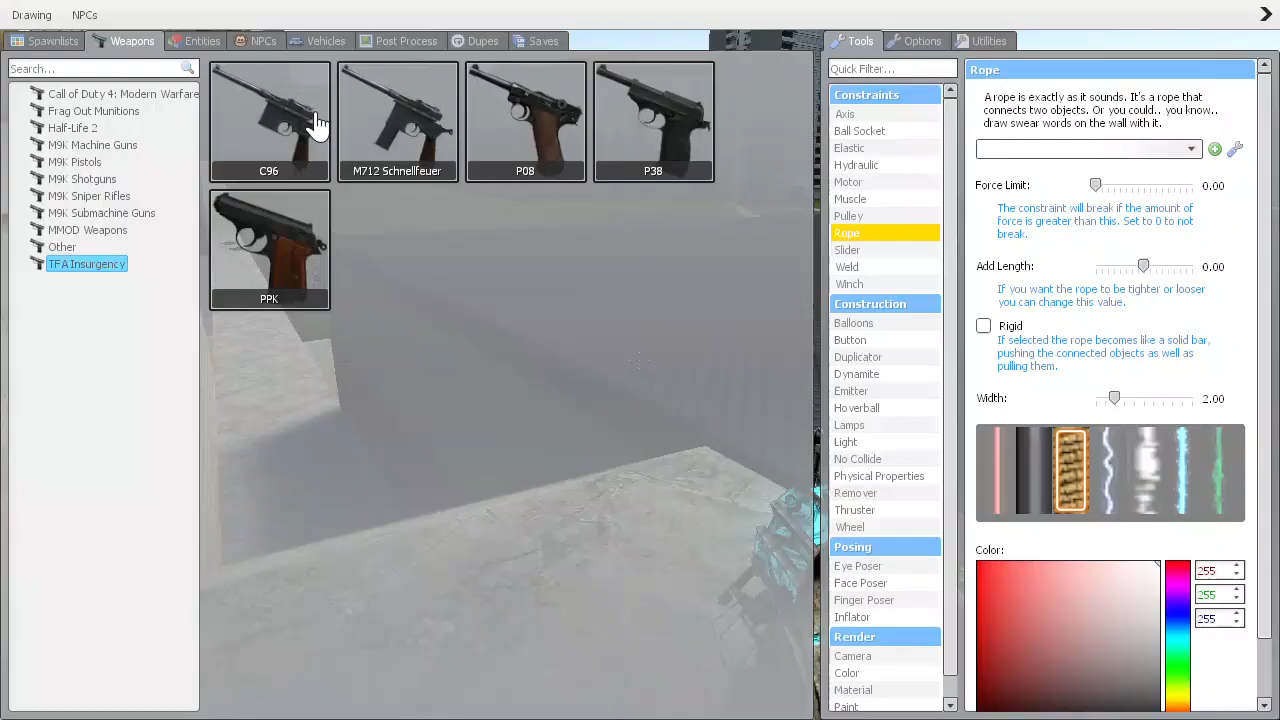 Drawing NPCs
Spawnlists Weapons Entities NPCs Vehicles Post Process Dupes Saves
Search...
Call of Duty 4: Modern Warfare
Frag Out Munitions
Half-Life 2
M9K Machine Guns
M9K Pistols
M9K Shotguns
M9K Sniper Rifles
M9K Submachine Guns
MMOD Weapons
Other
TFA Insurgency
C96
M712 Schnellfeuer
P08
P38
PPK
Tools Options Utilities
Quick Filter...
Constraints
Axis
Ball Socket
Elastic
Hydraulic
Motor
Muscle
Pulley
Rope
Slider
Weld
Winch
Construction
Balloons
Button
Duplicator
Dynamite
Emitter
Hoverball
Lamps
Light
No Collide
Physical Properties
Remover
Thruster
Wheel
Posing
Eye Poser
Face Poser
Finger Poser
Inflator
Render
Camera
Color
Material
Paint
Rope
A rope is exactly as it sounds. It's a rope that
connects two objects. Or you could.. you know..
draw swear words on the wall with it.
Force Limit: 0.00
The constraint will break if the amount of
force is greater than this. Set to 0 to not
break.
Add Length: 0.00
If you want the rope to be tighter or looser
you can change this value.
Rigid
If selected the rope becomes like a solid bar,
pushing the connected objects as well as
pulling them.
Width: 2.00
Color:
255
255
255